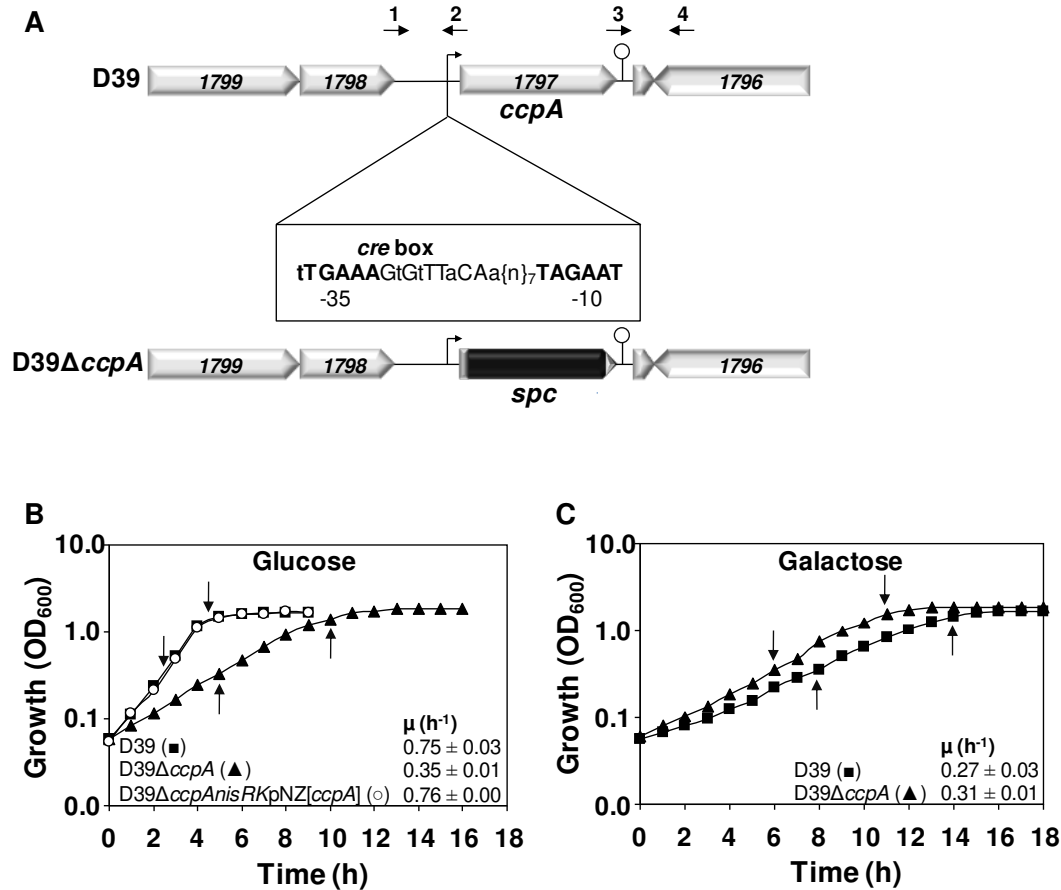 A
1 2 3 4
D39 1799 1798 1797 1796
ccpA
cre box
tTGAAAGtGtTTaCAa{n}7TAGAAT
-35 -10
D39ΔccpA 1799 1798 1796
spc
B
Glucose
Growth (OD600)
10.0
1.0
0.1
0.0
μ (h-1)
D39 (■) 0.75 ± 0.03
D39ΔccpA (▲) 0.35 ± 0.01
D39ΔccpAnisRKpNZ[ccpA] (○) 0.76 ± 0.00
0 2 4 6 8 10 12 14 16 18
Time (h)
C
Galactose
Growth (OD600)
10.0
1.0
0.1
0.0
μ (h-1)
D39 (■) 0.27 ± 0.03
D39ΔccpA (▲) 0.31 ± 0.01
0 2 4 6 8 10 12 14 16 18
Time (h)